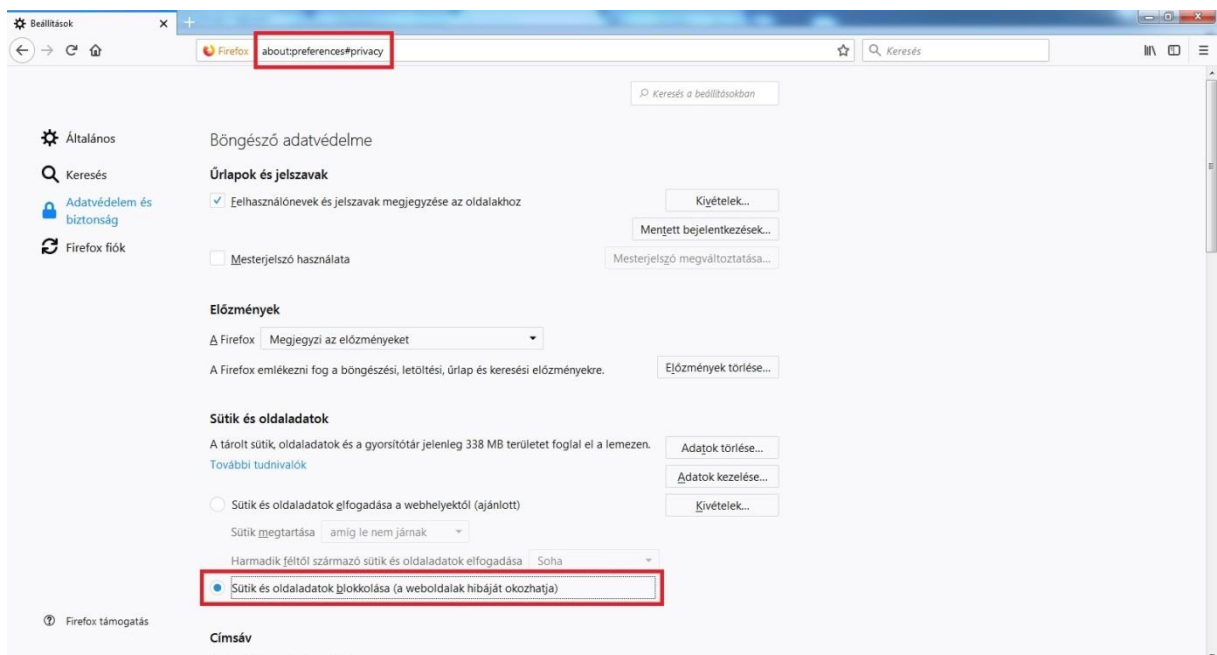 Beállítások
Firefox
about:preferences#privacy
Keresés
Keresés a beállításokban
Általános
Keresés
Adatvédelem és
biztonság
Firefox fiók
Firefox támogatás
Böngésző adatvédelme
Űrlapok és jelszavak
Felhasználónevek és jelszavak megjegyzése az oldalakhoz
Kivételek...
Mentett bejelentkezések...
Mesterjelszó használata
Mesterjelszó megváltoztatása...
Előzmények
A Firefox Megjegyzi az előzményeket
A Firefox emlékezni fog a böngészési, letöltési, űrlap és keresési előzményekre.
Előzmények törlése...
Sütik és oldaladatok
A tárolt sütik, oldaladatok és a gyorsítótár jelenleg 338 MB területet foglal el a lemezen.
Adatok törlése...
További tudnivalók
Adatok kezelése...
Sütik és oldaladatok elfogadása a webhelyektől (ajánlott)
Kivételek...
Sütik megtartása amíg le nem járnak
Harmadik féltől származó sütik és oldaladatok elfogadása Soha
Sütik és oldaladatok blokkolása (a weboldalak hibáját okozhatja)
Címsáv